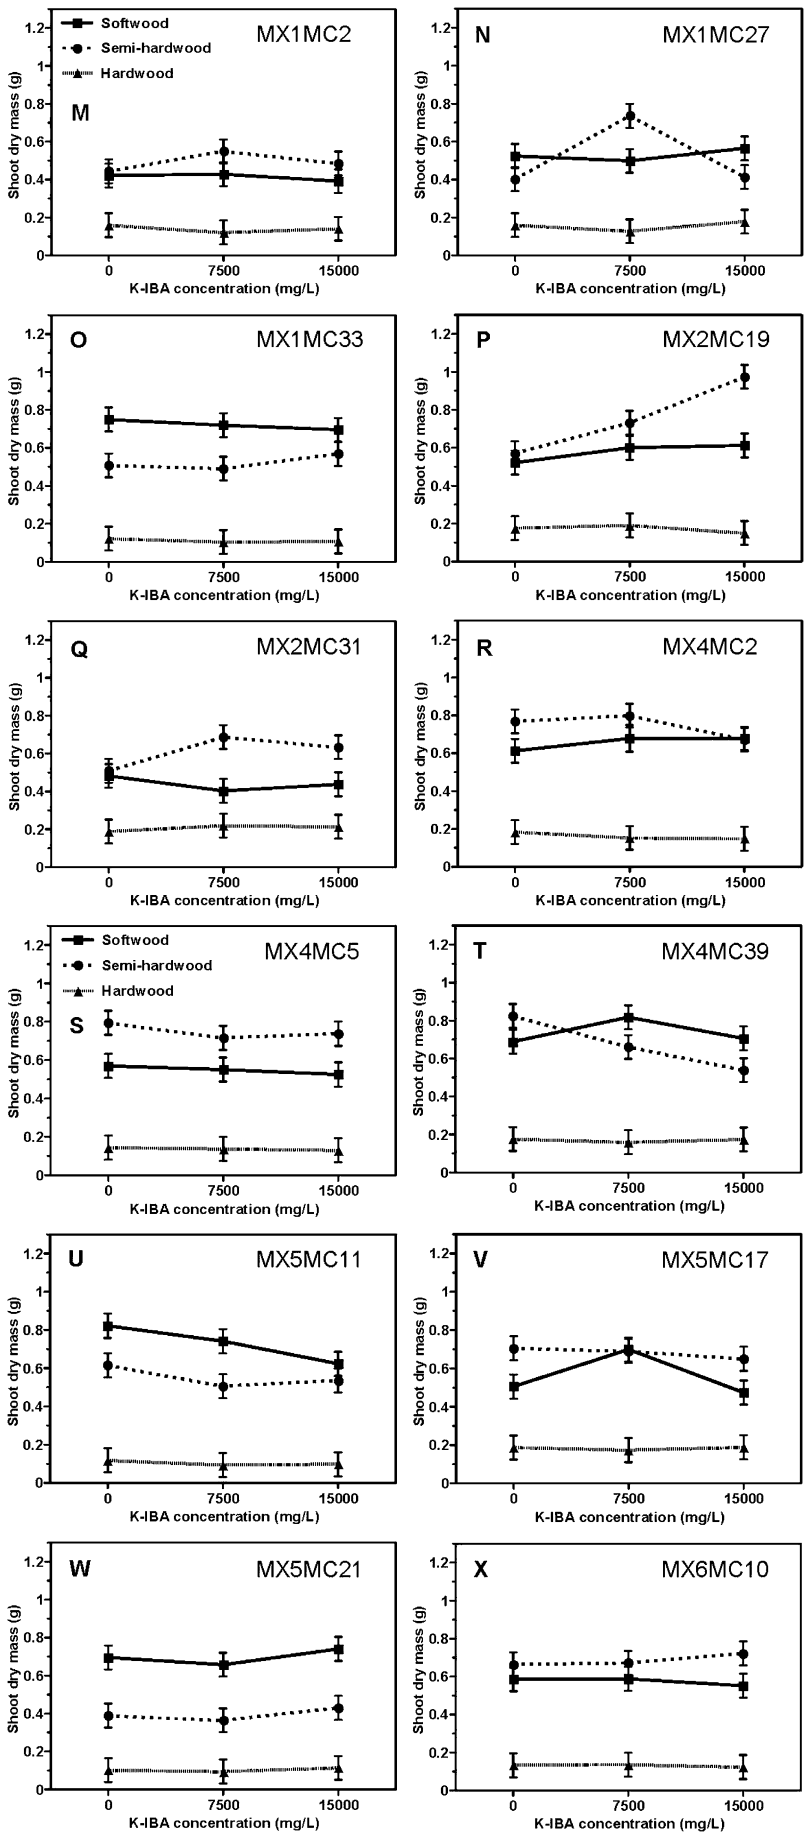 Softwood
Semi-hardwood
Hardwood
MX1MC2
M
Shoot dry mass (g)
1.2
1
0.8
0.6
0.4
0.2
0
0 7500 15000
K-IBA concentration (mg/L)
N
MX1MC27
Shoot dry mass (g)
1.2
1
0.8
0.6
0.4
0.2
0
0 7500 15000
K-IBA concentration (mg/L)
O
MX1MC33
Shoot dry mass (g)
1.2
1
0.8
0.6
0.4
0.2
0
0 7500 15000
K-IBA concentration (mg/L)
P
MX2MC19
Shoot dry mass (g)
1.2
1
0.8
0.6
0.4
0.2
0
0 7500 15000
K-IBA concentration (mg/L)
Q
MX2MC31
Shoot dry mass (g)
1.2
1
0.8
0.6
0.4
0.2
0
0 7500 15000
K-IBA concentration (mg/L)
R
MX4MC2
Shoot dry mass (g)
1.2
1
0.8
0.6
0.4
0.2
0
0 7500 15000
K-IBA concentration (mg/L)
Softwood
Semi-hardwood
Hardwood
MX4MC5
S
Shoot dry mass (g)
1.2
1
0.8
0.6
0.4
0.2
0
0 7500 15000
K-IBA concentration (mg/L)
T
MX4MC39
Shoot dry mass (g)
1.2
1
0.8
0.6
0.4
0.2
0
0 7500 15000
K-IBA concentration (mg/L)
U
MX5MC11
Shoot dry mass (g)
1.2
1
0.8
0.6
0.4
0.2
0
0 7500 15000
K-IBA concentration (mg/L)
V
MX5MC17
Shoot dry mass (g)
1.2
1
0.8
0.6
0.4
0.2
0
0 7500 15000
K-IBA concentration (mg/L)
W
MX5MC21
Shoot dry mass (g)
1.2
1
0.8
0.6
0.4
0.2
0
0 7500 15000
K-IBA concentration (mg/L)
X
MX6MC10
Shoot dry mass (g)
1.2
1
0.8
0.6
0.4
0.2
0
0 7500 15000
K-IBA concentration (mg/L)